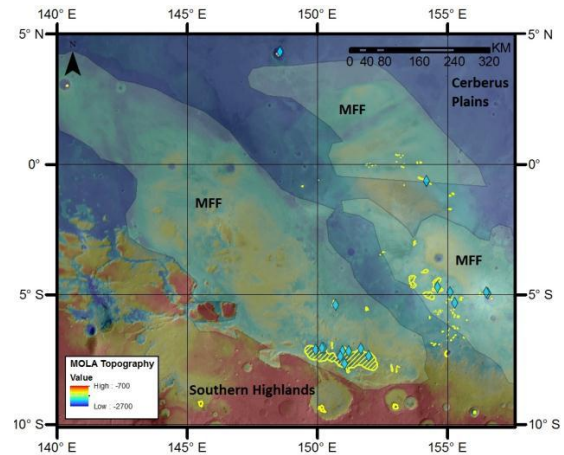 140° E 145° E 150° E 155° E
5° N 5° N
N
KM
0 40 80 160 240 320
Cerberus
Plains
MFF
0° 0°
MFF
MFF
5° S 5° S
MOLA Topography
Value
High : -700
Low : -2700
Southern Highlands
10° S 10° S
140° E 145° E 150° E 155° E